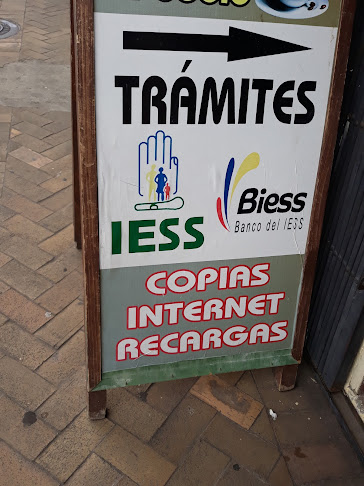 TRÁMITES
IESS
Biess
Banco del IESS
COPIAS
INTERNET
RECARGAS